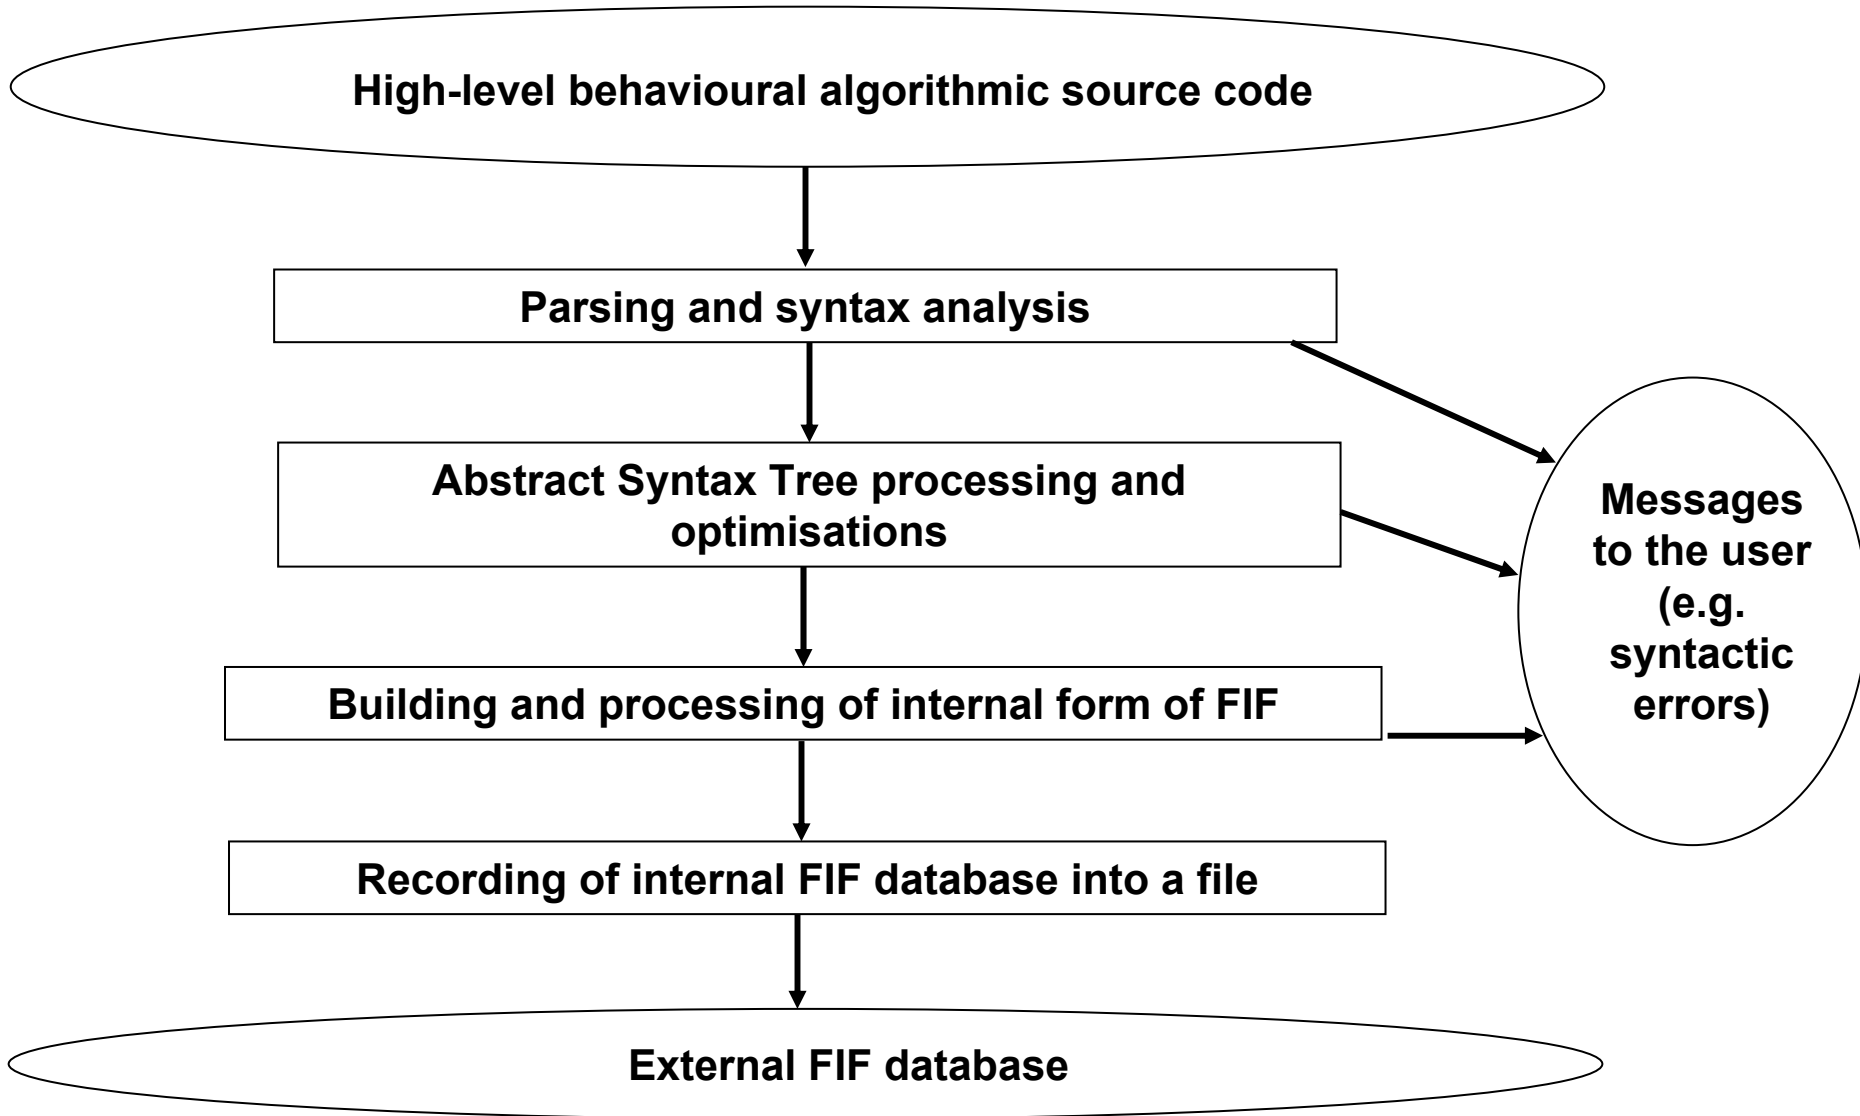 High-level behavioural algorithmic source code
Parsing and syntax analysis
Abstract Syntax Tree processing and
optimisations
Messages
to the user
(e.g.
syntactic
errors)
Building and processing of internal form of FIF
Recording of internal FIF database into a file
External FIF database